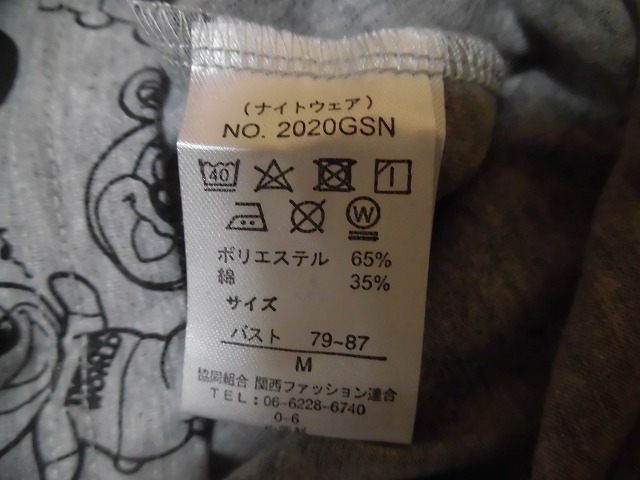 (ナイトウェア)
NO. 2020GSN
40
W
ポリエステル 65%
綿 35%
サイズ
バスト 79~87
M
協同組合 関西ファッション連合
TEL:06-6228-6740
0-6